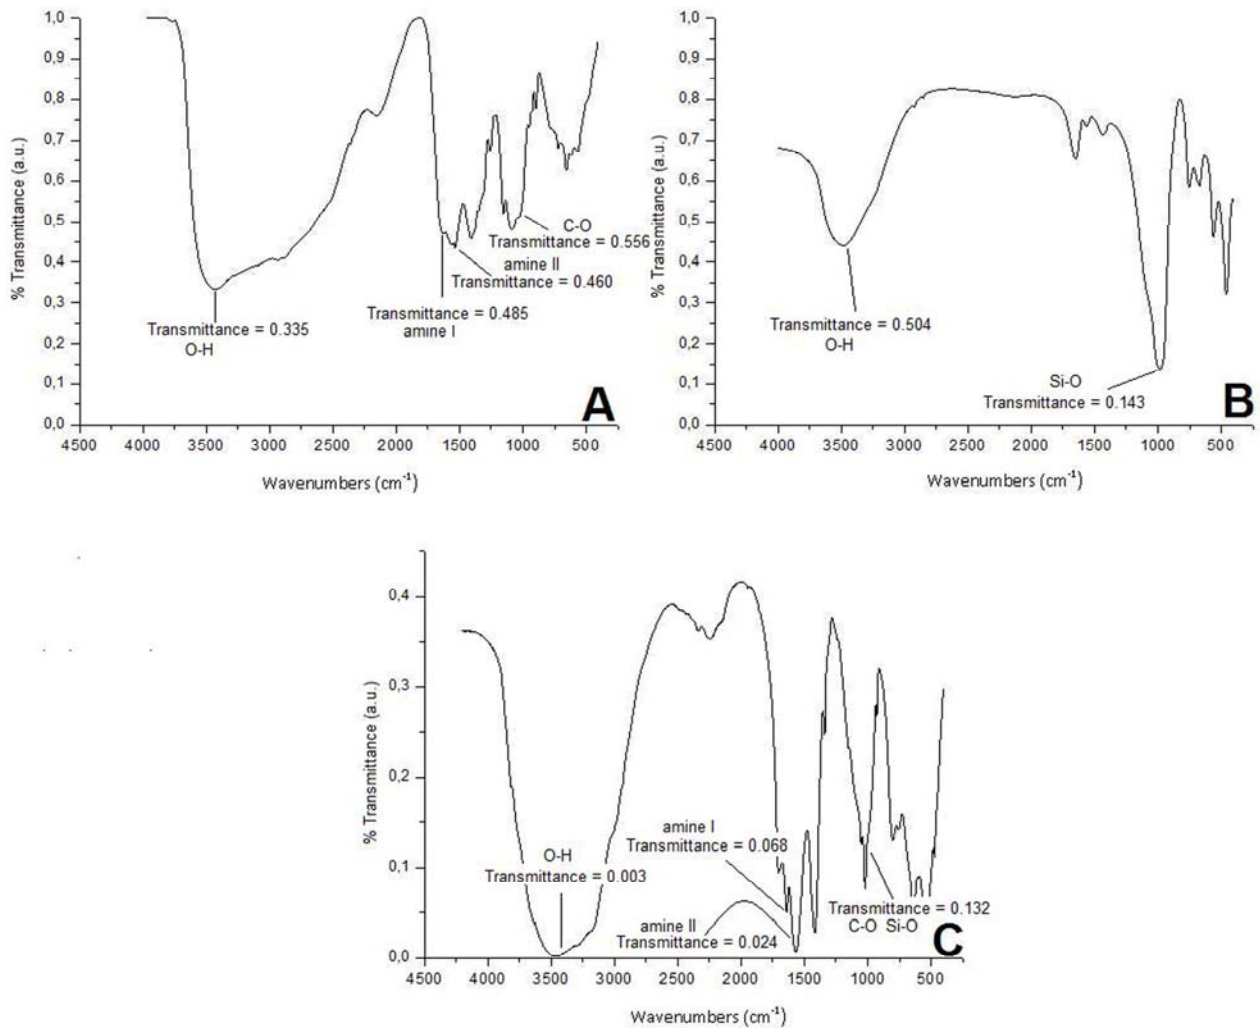 1,0
0,9
0,8
0,7
0,6
0,5
0,4
0,3
0,2
0,1
0,0
% Transmittance (a.u.)
C-O
Transmittance = 0.556
amine II
Transmittance = 0.460
Transmittance = 0.485
amine I
Transmittance = 0.335
O-H
A
4500 4000 3500 3000 2500 2000 1500 1000 500
Wavenumbers (cm⁻¹)
1,0
0,9
0,8
0,7
0,6
0,5
0,4
0,3
0,2
0,1
0,0
% Transmittance (a.u.)
Transmittance = 0.504
O-H
Si-O
Transmittance = 0.143
B
4500 4000 3500 3000 2500 2000 1500 1000 500
Wavenumbers (cm⁻¹)
0,4
0,3
0,2
0,1
0,0
% Transmittance (a.u.)
amine I
Transmittance = 0.068
O-H
Transmittance = 0.003
amine II
Transmittance = 0.024
Transmittance = 0.132
C-O Si-O
C
4500 4000 3500 3000 2500 2000 1500 1000 500
Wavenumbers (cm⁻¹)